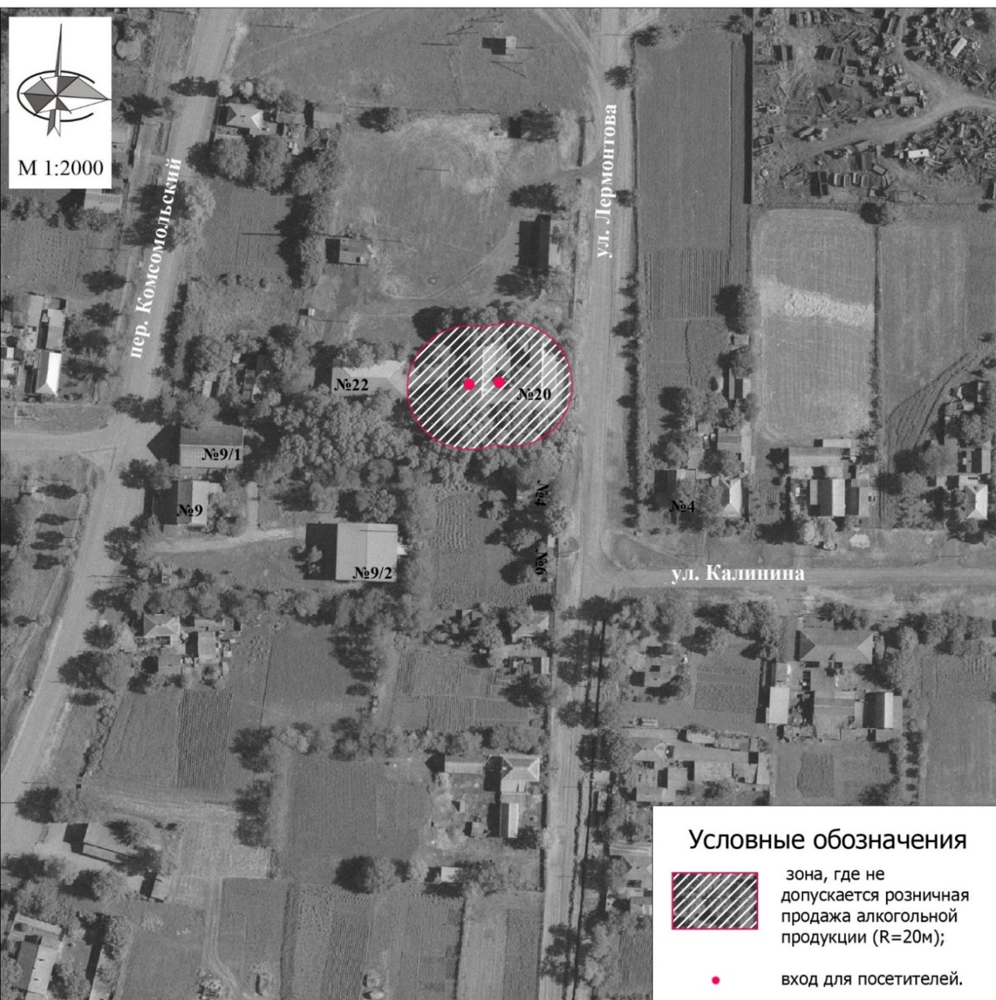 М 1:2000
пер. Комсомольский
ул. Лермонтова
№22
№20
№9/1
№9
№4
№4
№6
№9/2
ул. Калинина
Условные обозначения
зона, где не
допускается розничная
продажа алкогольной
продукции (R=20м);
вход для посетителей.